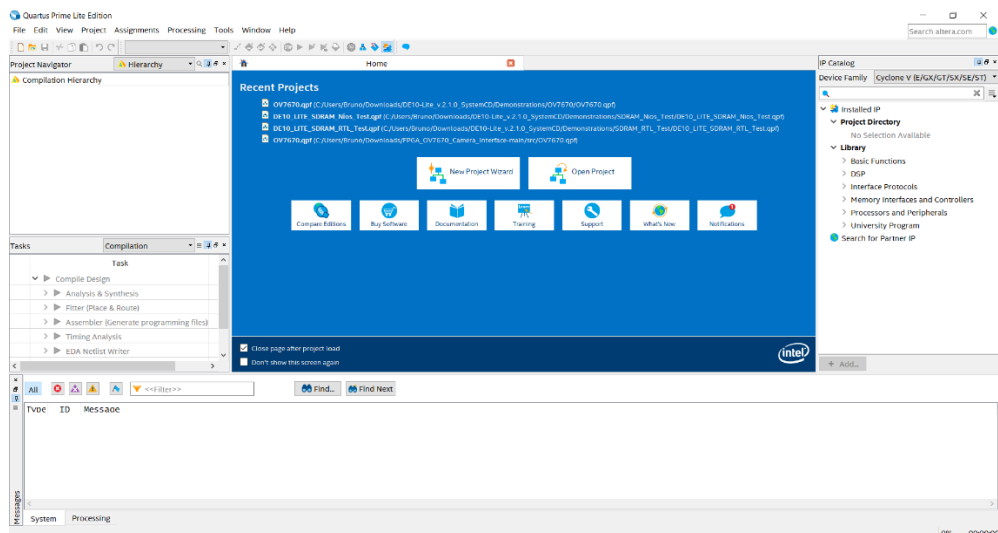 Quartus Prime Lite Edition
File Edit View Project Assignments Processing Tools Window Help
Search altera.com
Project Navigator
Hierarchy
Compilation Hierarchy
Home
Recent Projects
OV7670.qpf (C:/Users/Bruno/Downloads/DE10-Lite_v.2.1.0_SystemCD/Demonstrations/OV7670/OV7670.qpf)
DE10_LITE_SDRAM_Nios_Test.qpf (C:/Users/Bruno/Downloads/DE10-Lite_v.2.1.0_SystemCD/Demonstrations/SDRAM_Nios_Test/DE10_LITE_SDRAM_Nios_Test.qpf)
DE10_LITE_SDRAM_RTL_Test.qpf (C:/Users/Bruno/Downloads/DE10-Lite_v.2.1.0_SystemCD/Demonstrations/SDRAM_RTL_Test/DE10_LITE_SDRAM_RTL_Test.qpf)
OV7670.qpf (C:/Users/Bruno/Downloads/FPGA_OV7670_Camera_Interface-main/src/OV7670.qpf)
New Project Wizard
Open Project
Compare Editions
Buy Software
Documentation
Training
Support
What's New
Notifications
Close page after project load
Don't show this screen again
intel
IP Catalog
Device Family Cyclone V (E/GX/GT/SX/SE/ST)
Installed IP
Project Directory
No Selection Available
Library
Basic Functions
DSP
Interface Protocols
Memory Interfaces and Controllers
Processors and Peripherals
University Program
Search for Partner IP
+ Add...
Tasks
Compilation
Task
Compile Design
Analysis & Synthesis
Fitter (Place & Route)
Assembler (Generate programming files)
Timing Analysis
EDA Netlist Writer
All
<<Filter>>
Find...
Find Next
Type ID Message
Messages
System Processing
0% 00:00:00